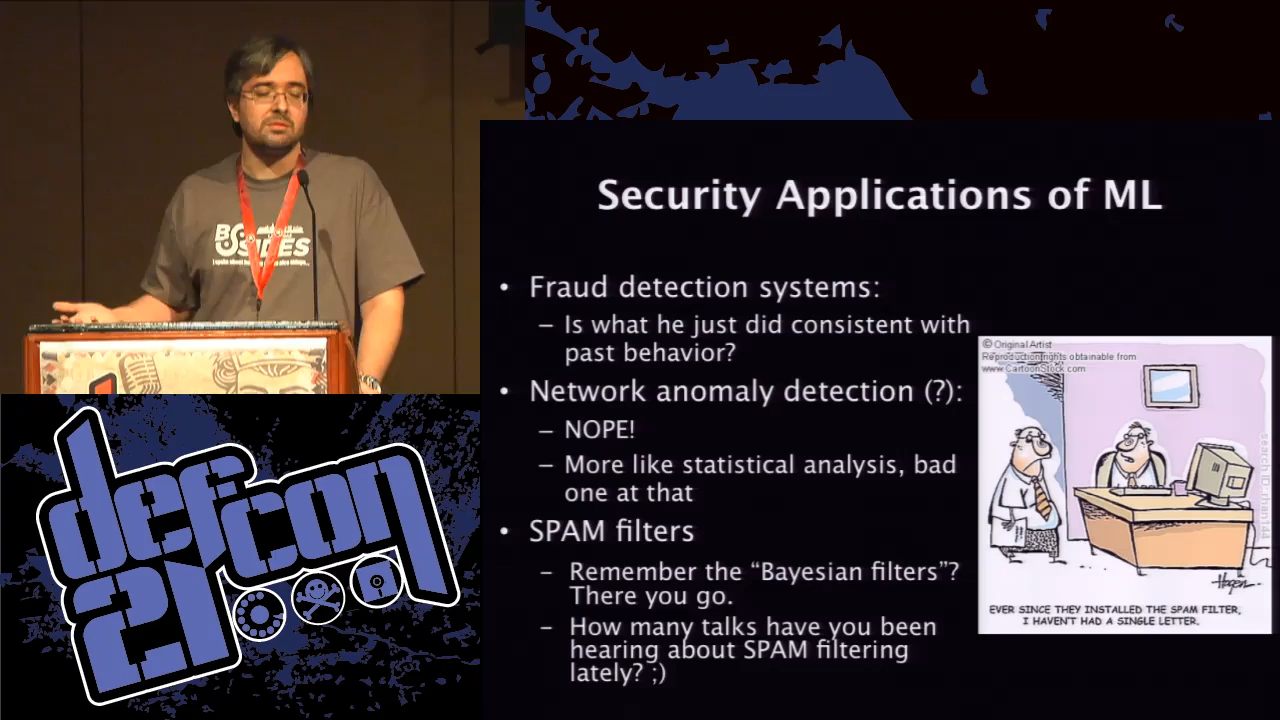 Security Applications of ML
• Fraud detection systems:
– Is what he just did consistent with
past behavior?
• Network anomaly detection (?):
– NOPE!
– More like statistical analysis, bad
one at that
• SPAM filters
– Remember the “Bayesian filters”?
There you go.
– How many talks have you been
hearing about SPAM filtering
lately? ;)
© Original Artist
Reproduction rights obtainable from
www.CartoonStock.com
EVER SINCE THEY INSTALLED THE SPAM FILTER,
I HAVEN'T HAD A SINGLE LETTER.
Hagen
BSIDES
defcon
21